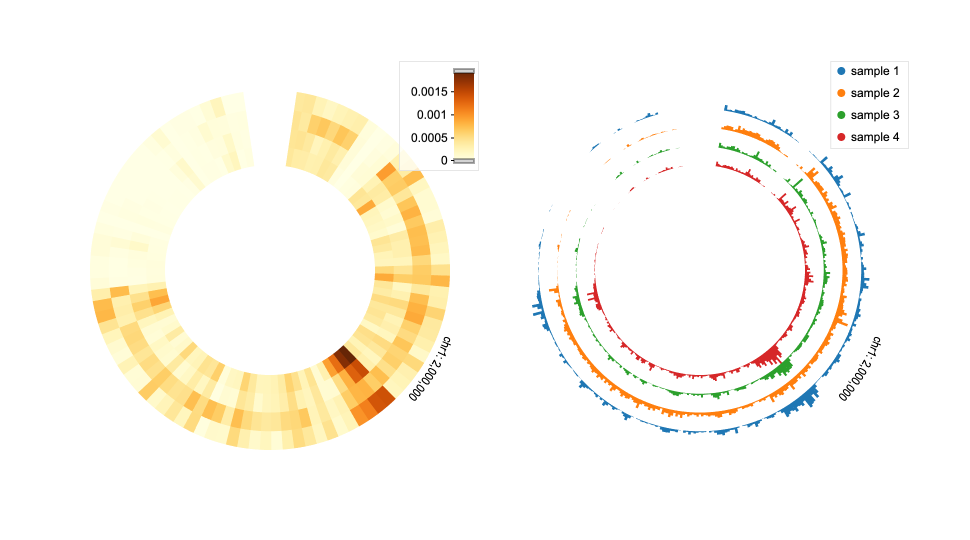 0.0015
0.001
0.0005
0
chr1: 2,000,000
sample 1
sample 2
sample 3
sample 4
chr1: 2,000,000